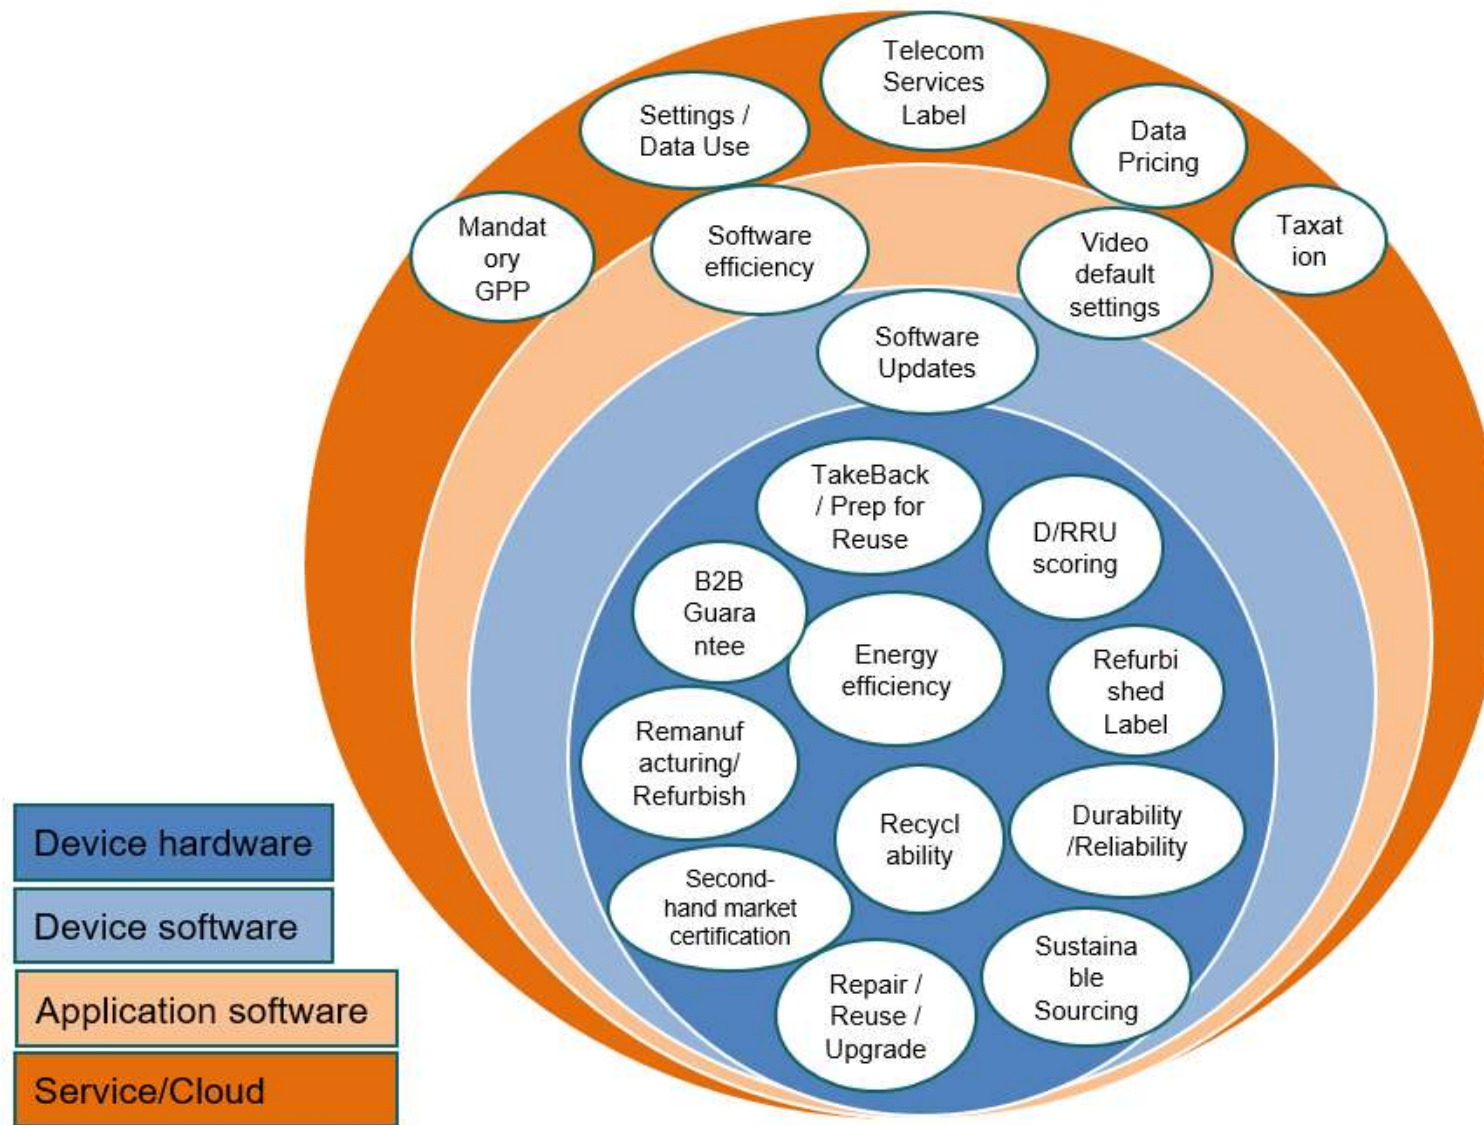 Telecom
Services
Label
Settings /
Data Use
Data
Pricing
Mandat
ory
GPP
Taxat
ion
Software
efficiency
Video
default
settings
Software
Updates
TakeBack
/ Prep for
Reuse
D/RRU
scoring
B2B
Guara
ntee
Energy
efficiency
Refurbi
shed
Label
Remanuf
acturing/
Refurbish
Recycl
ability
Durability
/Reliability
Second-
hand market
certification
Repair /
Reuse /
Upgrade
Sustaina
ble
Sourcing
Device hardware
Device software
Application software
Service/Cloud